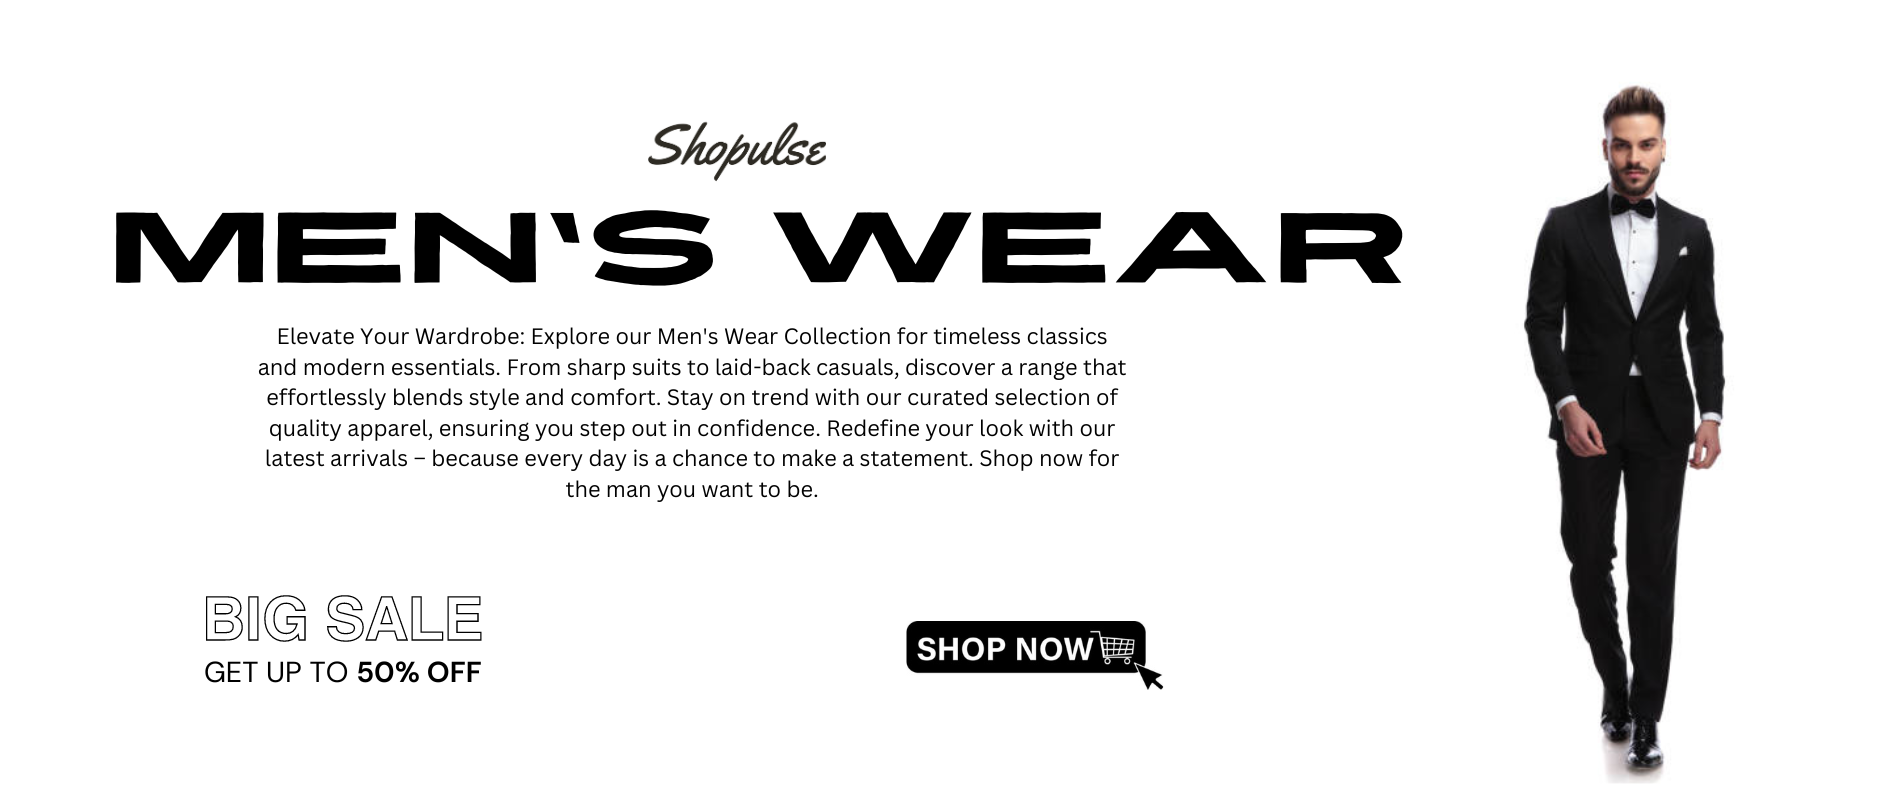 Shopulse
MEN'S WEAR
Elevate Your Wardrobe: Explore our Men's Wear Collection for timeless classics
and modern essentials. From sharp suits to laid-back casuals, discover a range that
effortlessly blends style and comfort. Stay on trend with our curated selection of
quality apparel, ensuring you step out in confidence. Redefine your look with our
latest arrivals – because every day is a chance to make a statement. Shop now for
the man you want to be.
BIG SALE
GET UP TO 50% OFF
SHOP NOW